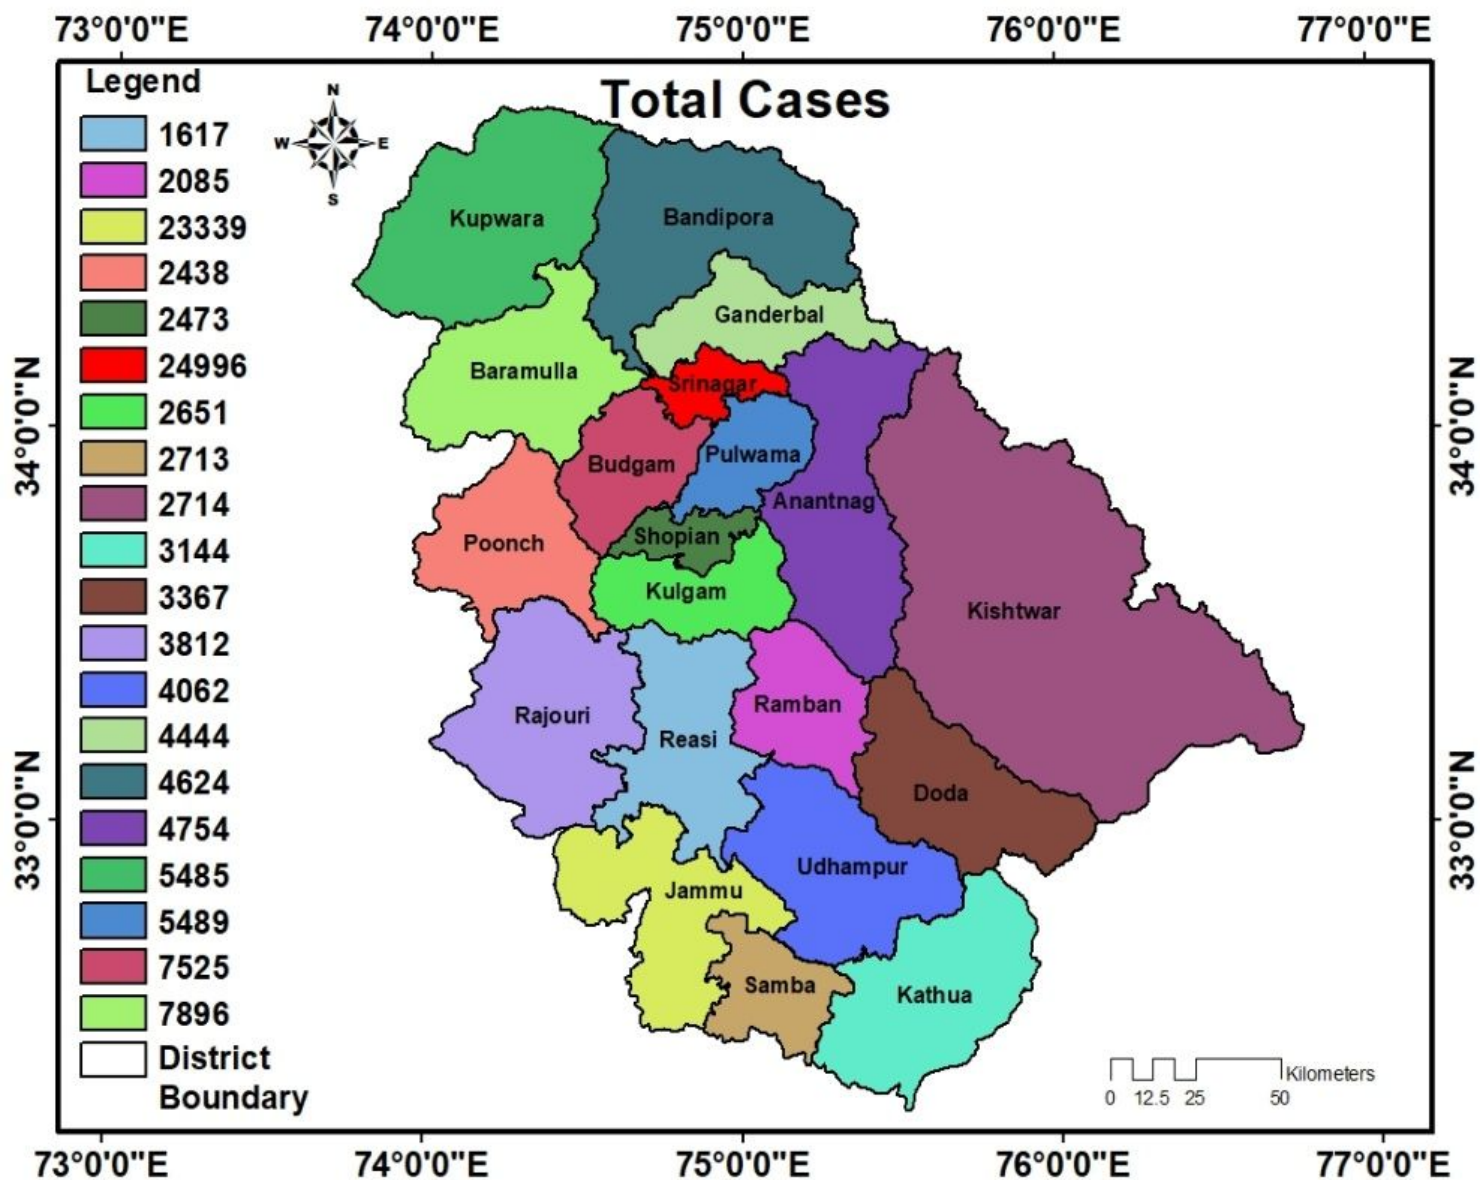 73°0'0"E 74°0'0"E 75°0'0"E 76°0'0"E 77°0'0"E
Legend
Total Cases
N
W E
S
1617
2085
23339
2438
2473
24996
2651
2713
2714
3144
3367
3812
4062
4444
4624
4754
5485
5489
7525
7896
District
Boundary
Kupwara
Bandipora
Ganderbal
Baramulla
Srinagar
Budgam
Pulwama
Anantnag
Poonch
Shopian
Kulgam
Kishtwar
Rajouri
Reasi
Ramban
Doda
Udhampur
Jammu
Samba
Kathua
34°0'0"N
34°0'0"N
33°0'0"N
33°0'0"N
Kilometers
0 12.5 25 50
73°0'0"E 74°0'0"E 75°0'0"E 76°0'0"E 77°0'0"E